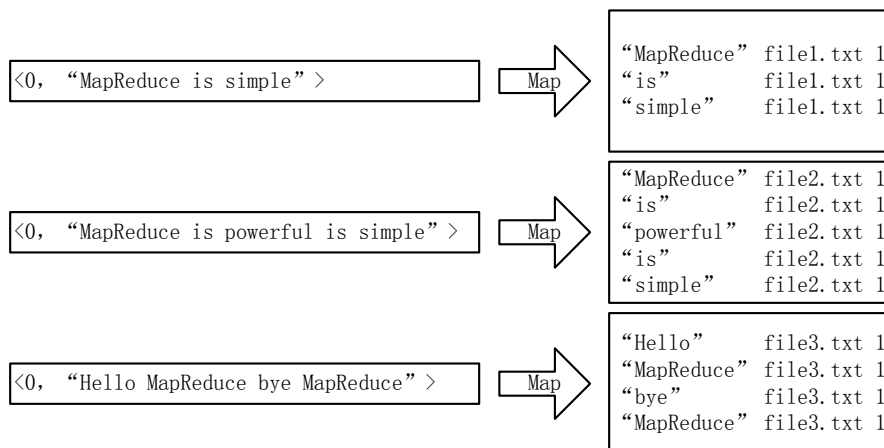 <0, “MapReduce is simple” >
Map
“MapReduce” file1.txt 1
“is” file1.txt 1
“simple” file1.txt 1
<0, “MapReduce is powerful is simple” >
Map
“MapReduce” file2.txt 1
“is” file2.txt 1
“powerful” file2.txt 1
“is” file2.txt 1
“simple” file2.txt 1
<0, “Hello MapReduce bye MapReduce” >
Map
“Hello” file3.txt 1
“MapReduce” file3.txt 1
“bye” file3.txt 1
“MapReduce” file3.txt 1